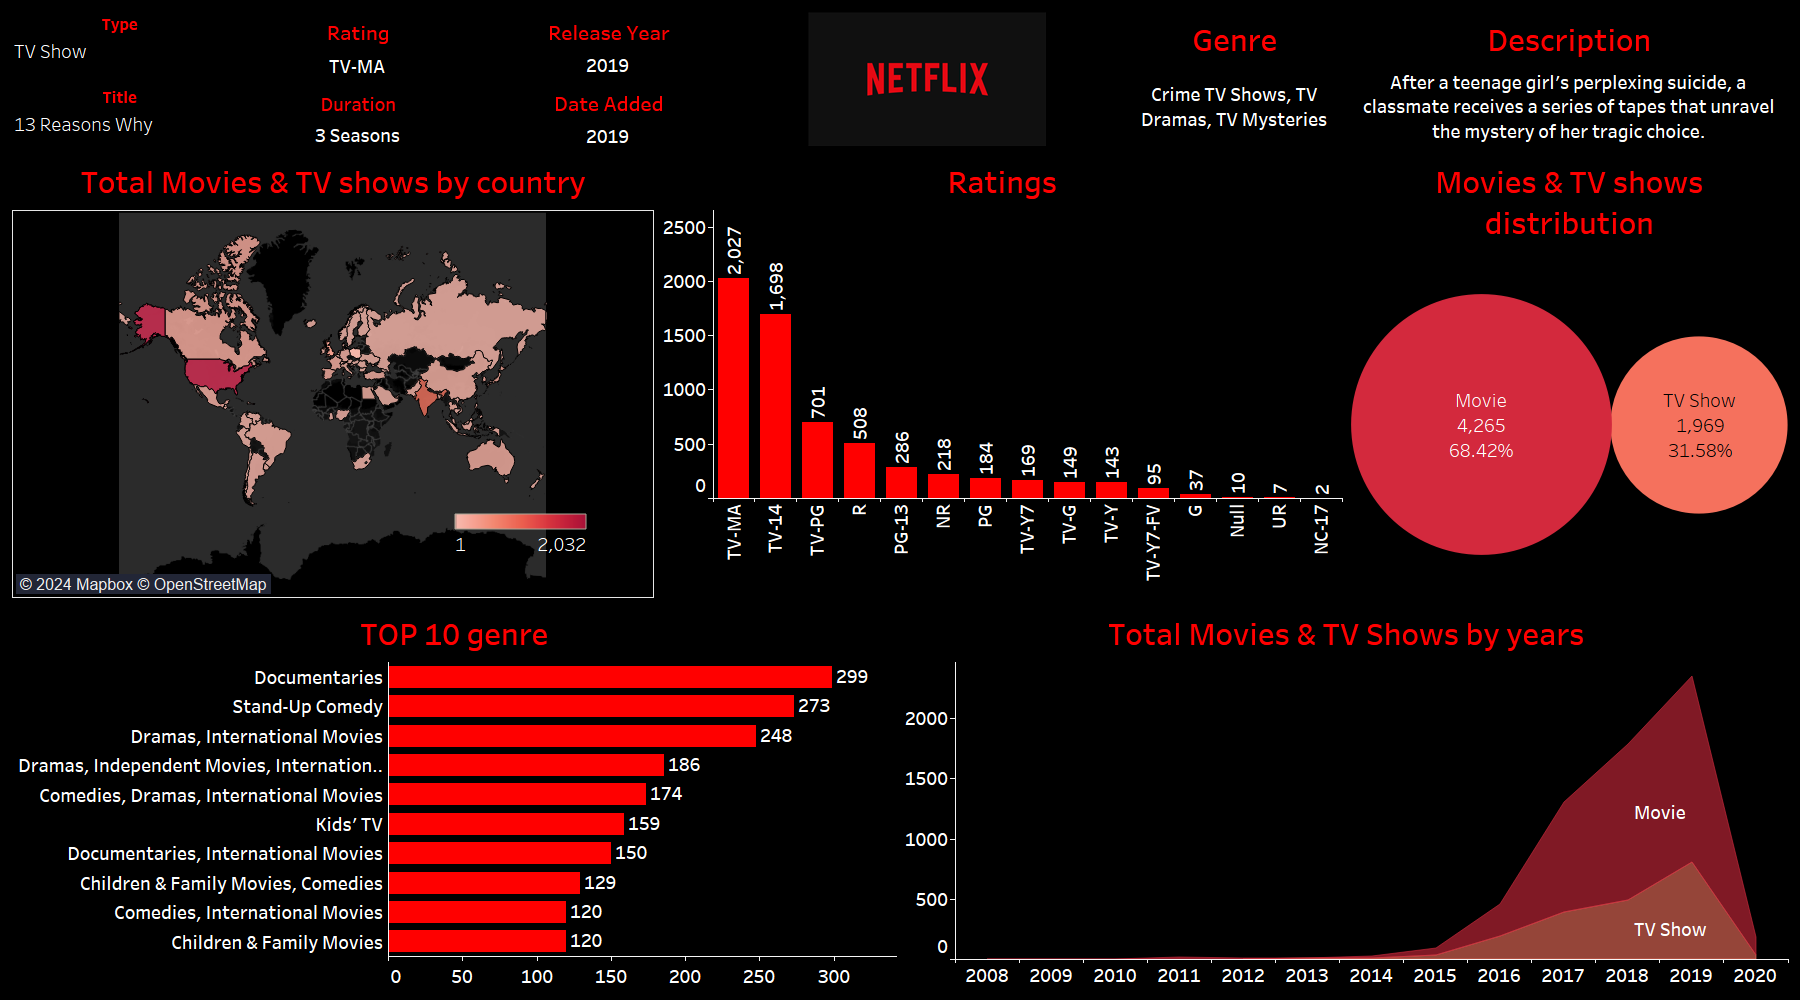 Type
TV Show
Title
13 Reasons Why
Rating
TV-MA
Duration
3 Seasons
Release Year
2019
Date Added
2019
NETFLIX
Genre
Crime TV Shows, TV
Dramas, TV Mysteries
Description
After a teenage girl’s perplexing suicide, a
classmate receives a series of tapes that unravel
the mystery of her tragic choice.
Total Movies & TV shows by country
1
2,032
© 2024 Mapbox © OpenStreetMap
Ratings
2500
2000
1500
1000
500
0
2,027
1,698
701
508
286
218
184
169
149
143
95
37
10
7
2
TV-MA
TV-14
TV-PG
R
PG-13
NR
PG
TV-Y7
TV-G
TV-Y
TV-Y7-FV
G
Null
UR
NC-17
Movies & TV shows
distribution
Movie
4,265
68.42%
TV Show
1,969
31.58%
TOP 10 genre
Documentaries 299
Stand-Up Comedy 273
Dramas, International Movies 248
Dramas, Independent Movies, Internation.. 186
Comedies, Dramas, International Movies 174
Kids’ TV 159
Documentaries, International Movies 150
Children & Family Movies, Comedies 129
Comedies, International Movies 120
Children & Family Movies 120
0 50 100 150 200 250 300
Total Movies & TV Shows by years
2000
1500
1000
500
0
Movie
TV Show
2008 2009 2010 2011 2012 2013 2014 2015 2016 2017 2018 2019 2020